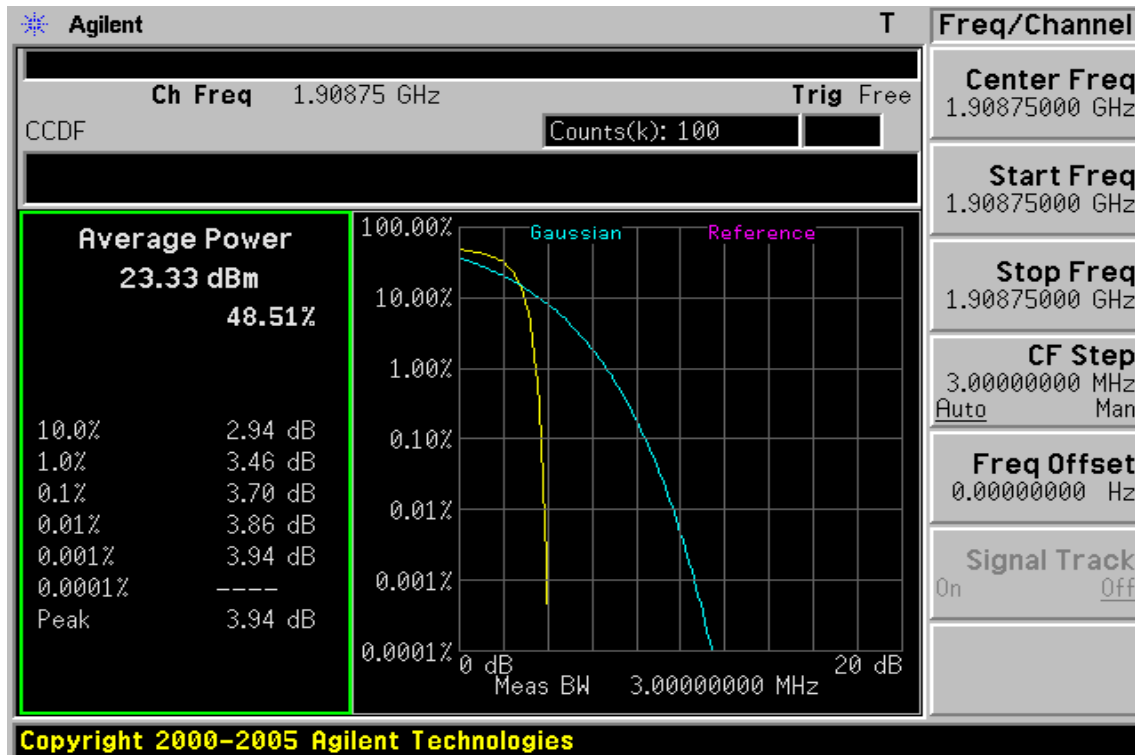 Agilent T
Freq/Channel
Ch Freq 1.90875 GHz Trig Free
CCDF Counts(k): 100
Average Power
23.33 dBm
48.51%
10.0% 2.94 dB
1.0% 3.46 dB
0.1% 3.70 dB
0.01% 3.86 dB
0.001% 3.94 dB
0.0001% ----
Peak 3.94 dB
Gaussian Reference
100.00%
10.00%
1.00%
0.10%
0.01%
0.001%
0.0001%
0 dB 20 dB
Meas BW 3.00000000 MHz
Center Freq
1.90875000 GHz
Start Freq
1.90875000 GHz
Stop Freq
1.90875000 GHz
CF Step
3.00000000 MHz
Auto Man
Freq Offset
0.00000000 Hz
Signal Track
On Off
Copyright 2000-2005 Agilent Technologies